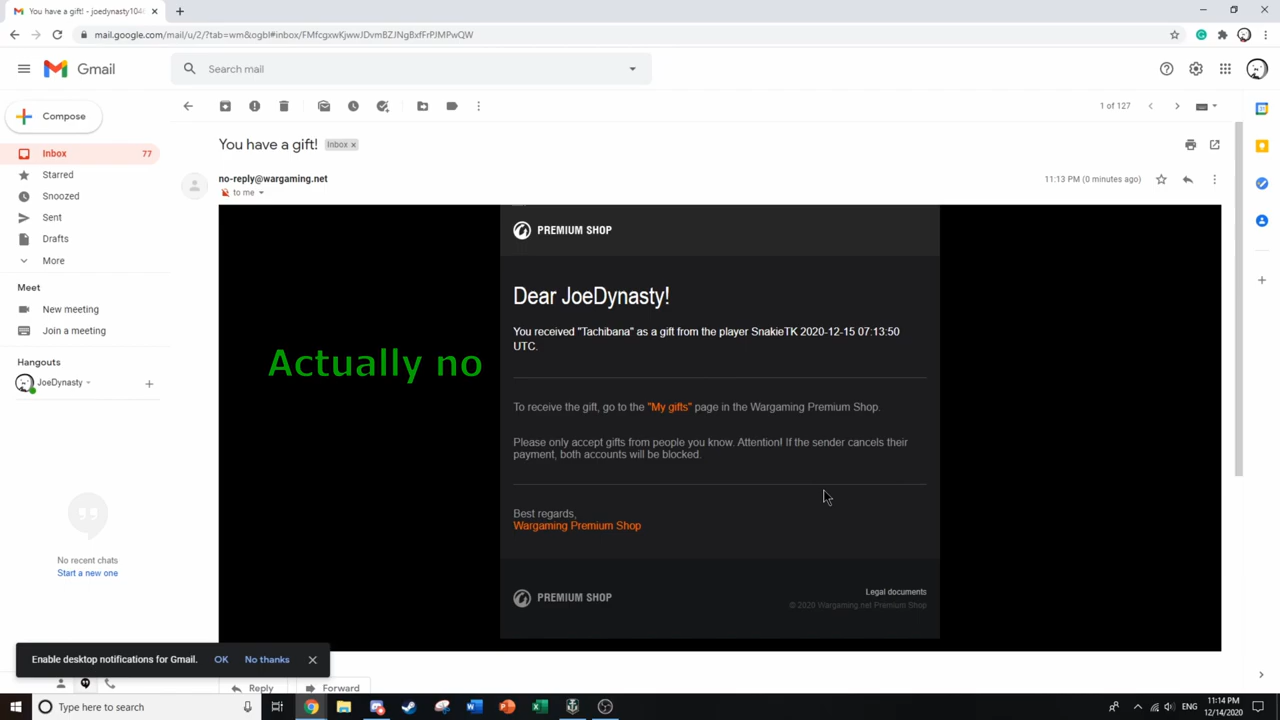 You have a gift! - joedynasty104
mail.google.com/mail/u/2/?tab=wm&ogbl#inbox/FMfcgxwKjwwJDvmBZJNgBxfFrPJMPwQW
Gmail
Search mail
Compose
1 of 127
Inbox 77
Starred
Snoozed
Sent
Drafts
More
Meet
New meeting
Join a meeting
Hangouts
JoeDynasty
No recent chats
Start a new one
You have a gift! Inbox x
no-reply@wargaming.net
11:13 PM (0 minutes ago)
to me
PREMIUM SHOP
Dear JoeDynasty!
You received "Tachibana" as a gift from the player SnakieTK 2020-12-15 07:13:50
UTC.
Actually no
To receive the gift, go to the "My gifts" page in the Wargaming Premium Shop.
Please only accept gifts from people you know. Attention! If the sender cancels their
payment, both accounts will be blocked.
Best regards,
Wargaming Premium Shop
PREMIUM SHOP
Legal documents
© 2020 Wargaming.net Premium Shop
Enable desktop notifications for Gmail. OK No thanks
Reply Forward
Type here to search
ENG
11:14 PM
12/14/2020